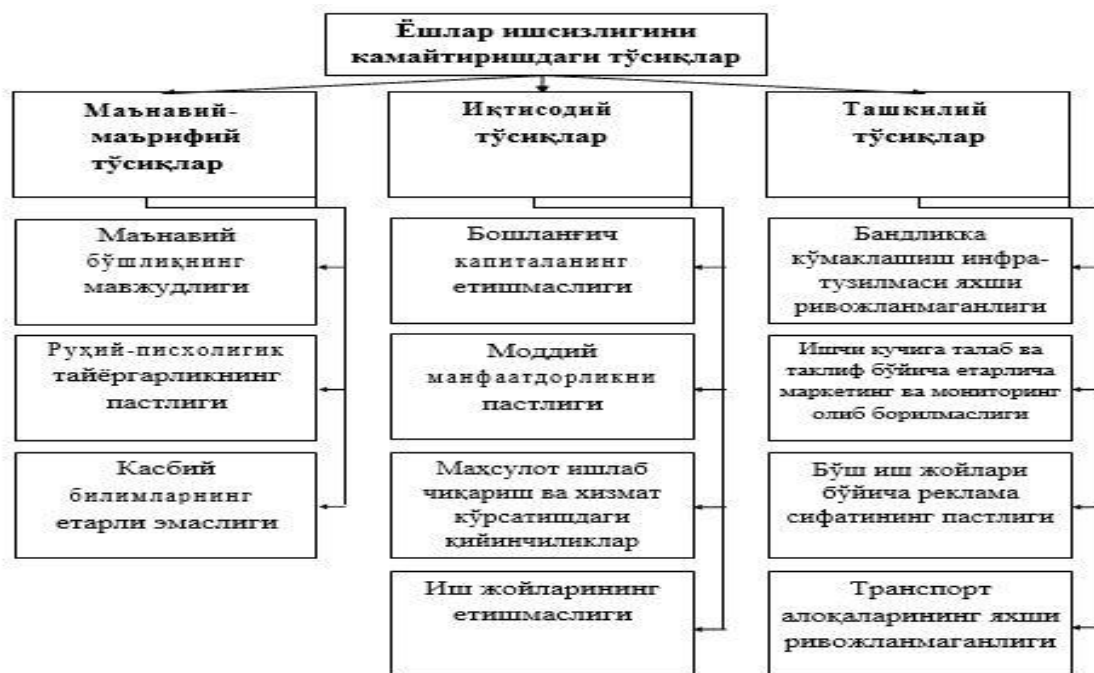 Ёшлар ишсизлигини
камайтиришдаги тўсиқлар
Маънавий-
маърифий
тўсиқлар
Маънавий
бўшлиқнинг
мавжудлиги
Руҳий-писхолигик
тайёргарликнинг
пастлиги
Касбий
билимларнинг
етарли эмаслиги
Иқтисодий
тўсиқлар
Бошланғич
капиталанинг
етишмаслиги
Моддий
манфаатдорликни
пастлиги
Маҳсулот ишлаб
чиқариш ва хизмат
кўрсатишдаги
қийинчиликлар
Иш жойларининг
етишмаслиги
Ташкилий
тўсиқлар
Бандликка
кўмаклашиш инфра-
тузилмаси яхши
ривожланмаганлиги
Ишчи кучига талаб ва
таклиф бўйича етарлича
маркетинг ва мониторинг
олиб борилмаслиги
Бўш иш жойлари
бўйича реклама
сифатининг пастлиги
Транспорт
алоқаларининг яхши
ривожланмаганлиги